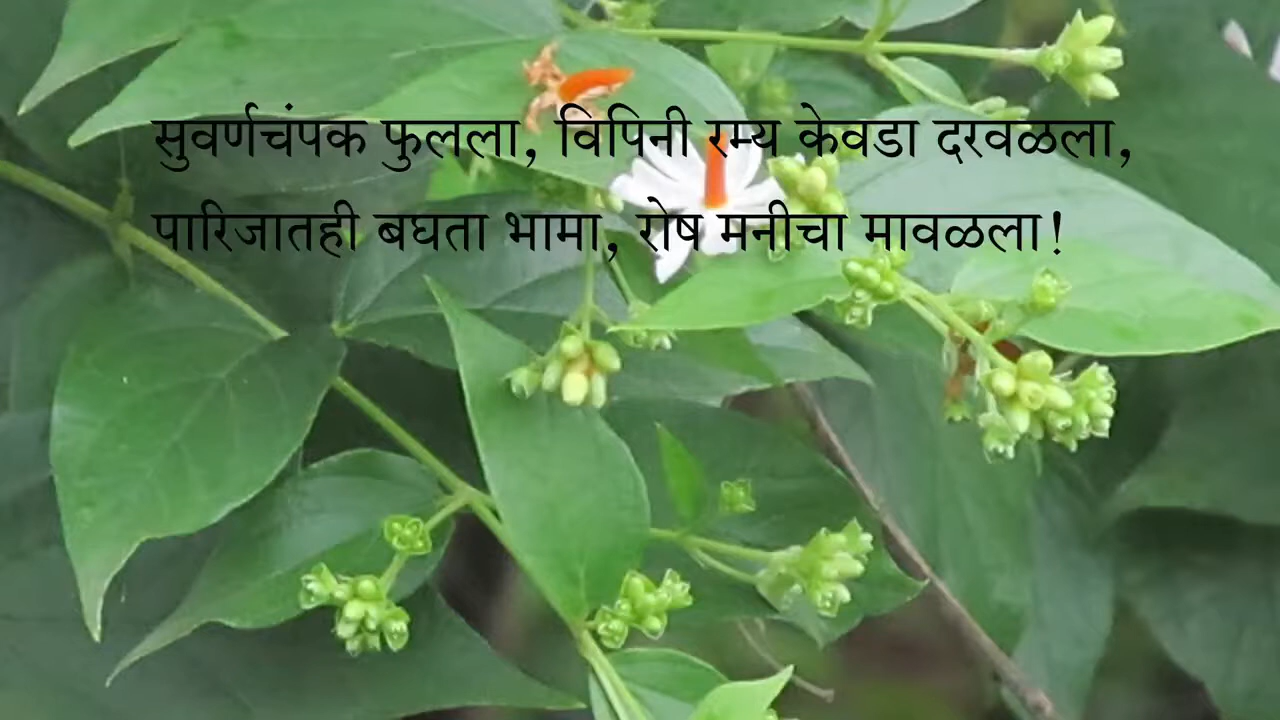 सुवर्णचंपक फुलला, विपिनी रम्य केवडा दरवळला,
पारिजातही बघता भामा, रोष मनीचा मावळला!